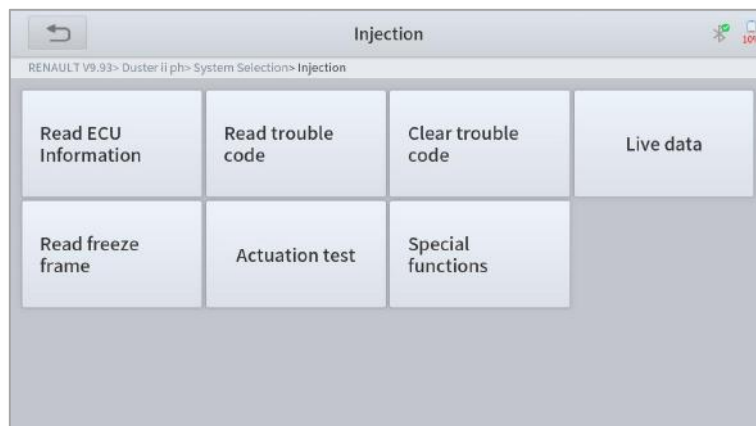 Injection
RENAULT V9.93> Duster ii ph> System Selection> Injection
Read ECU
Information
Read trouble
code
Clear trouble
code
Live data
Read freeze
frame
Actuation test
Special
functions